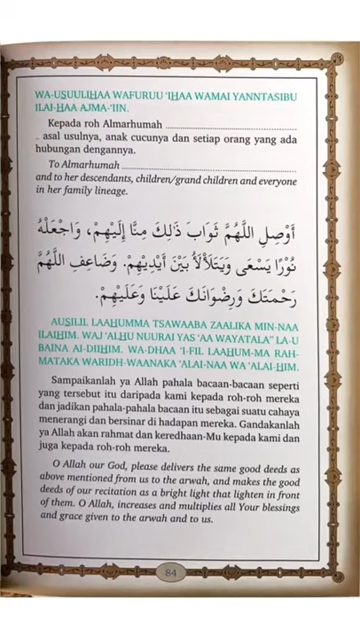 WA-USUULIHAA WAFURUU 'IHAA WAMAI YANNTASIBU
ILAI-HAA AJMA-'IIN.
Kepada roh Almarhumah ................................
.. asal usulnya, anak cucunya dan setiap orang yang ada
hubungan dengannya.
To Almarhumah ................................
and to her descendants, children/grand children and everyone
in her family lineage.
أَوْصِلِ اللَّهُمَّ ثَوَابَ ذَلِكَ مِنَّا إِلَيْهِمْ، وَاجْعَلْهُ
نُورًا يَسْعَى وَيَتَلَأْلَأُ بَيْنَ أَيْدِيْهِمْ. وَضَاعِفِ اللَّهُمَّ
رَحْمَتَكَ وَرِضْوَانَكَ عَلَيْنَا وَعَلَيْهِمْ.
AUSILIL LAAHUMMA TSAWAABA ZAALIKA MIN-NAA
ILAIHIM. WAJ 'ALHU NUURAI YAS 'AA WAYATALA" LA-U
BAINA AI-DIIHIM. WA-DHAA 'I-FIL LAAHUM-MA RAH-
MATAKA WARIDH-WAANAKA 'ALAI-NAA WA 'ALAI-HIM.
Sampaikanlah ya Allah pahala bacaan-bacaan seperti
yang tersebut itu daripada kami kepada roh-roh mereka
dan jadikan pahala-pahala bacaan itu sebagai suatu cahaya
menerangi dan bersinar di hadapan mereka. Gandakanlah
ya Allah akan rahmat dan keredhaan-Mu kepada kami dan
juga kepada roh-roh mereka.
O Allah our God, please delivers the same good deeds as
above mentioned from us to the arwah, and makes the good
deeds of our recitation as a bright light that lighten in front
of them. O Allah, increases and multiplies all Your blessings
and grace given to the arwah and to us.
84